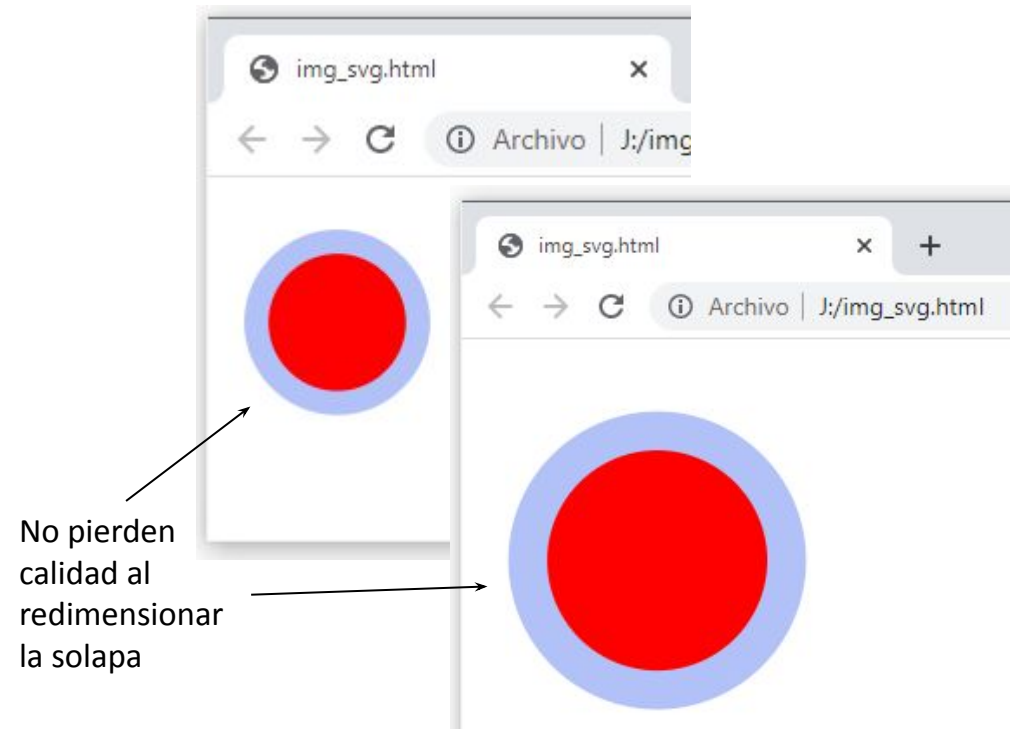 img_svg.html
Archivo J:/img
img_svg.html
Archivo J:/img_svg.html
No pierden
calidad al
redimensionar
la solapa